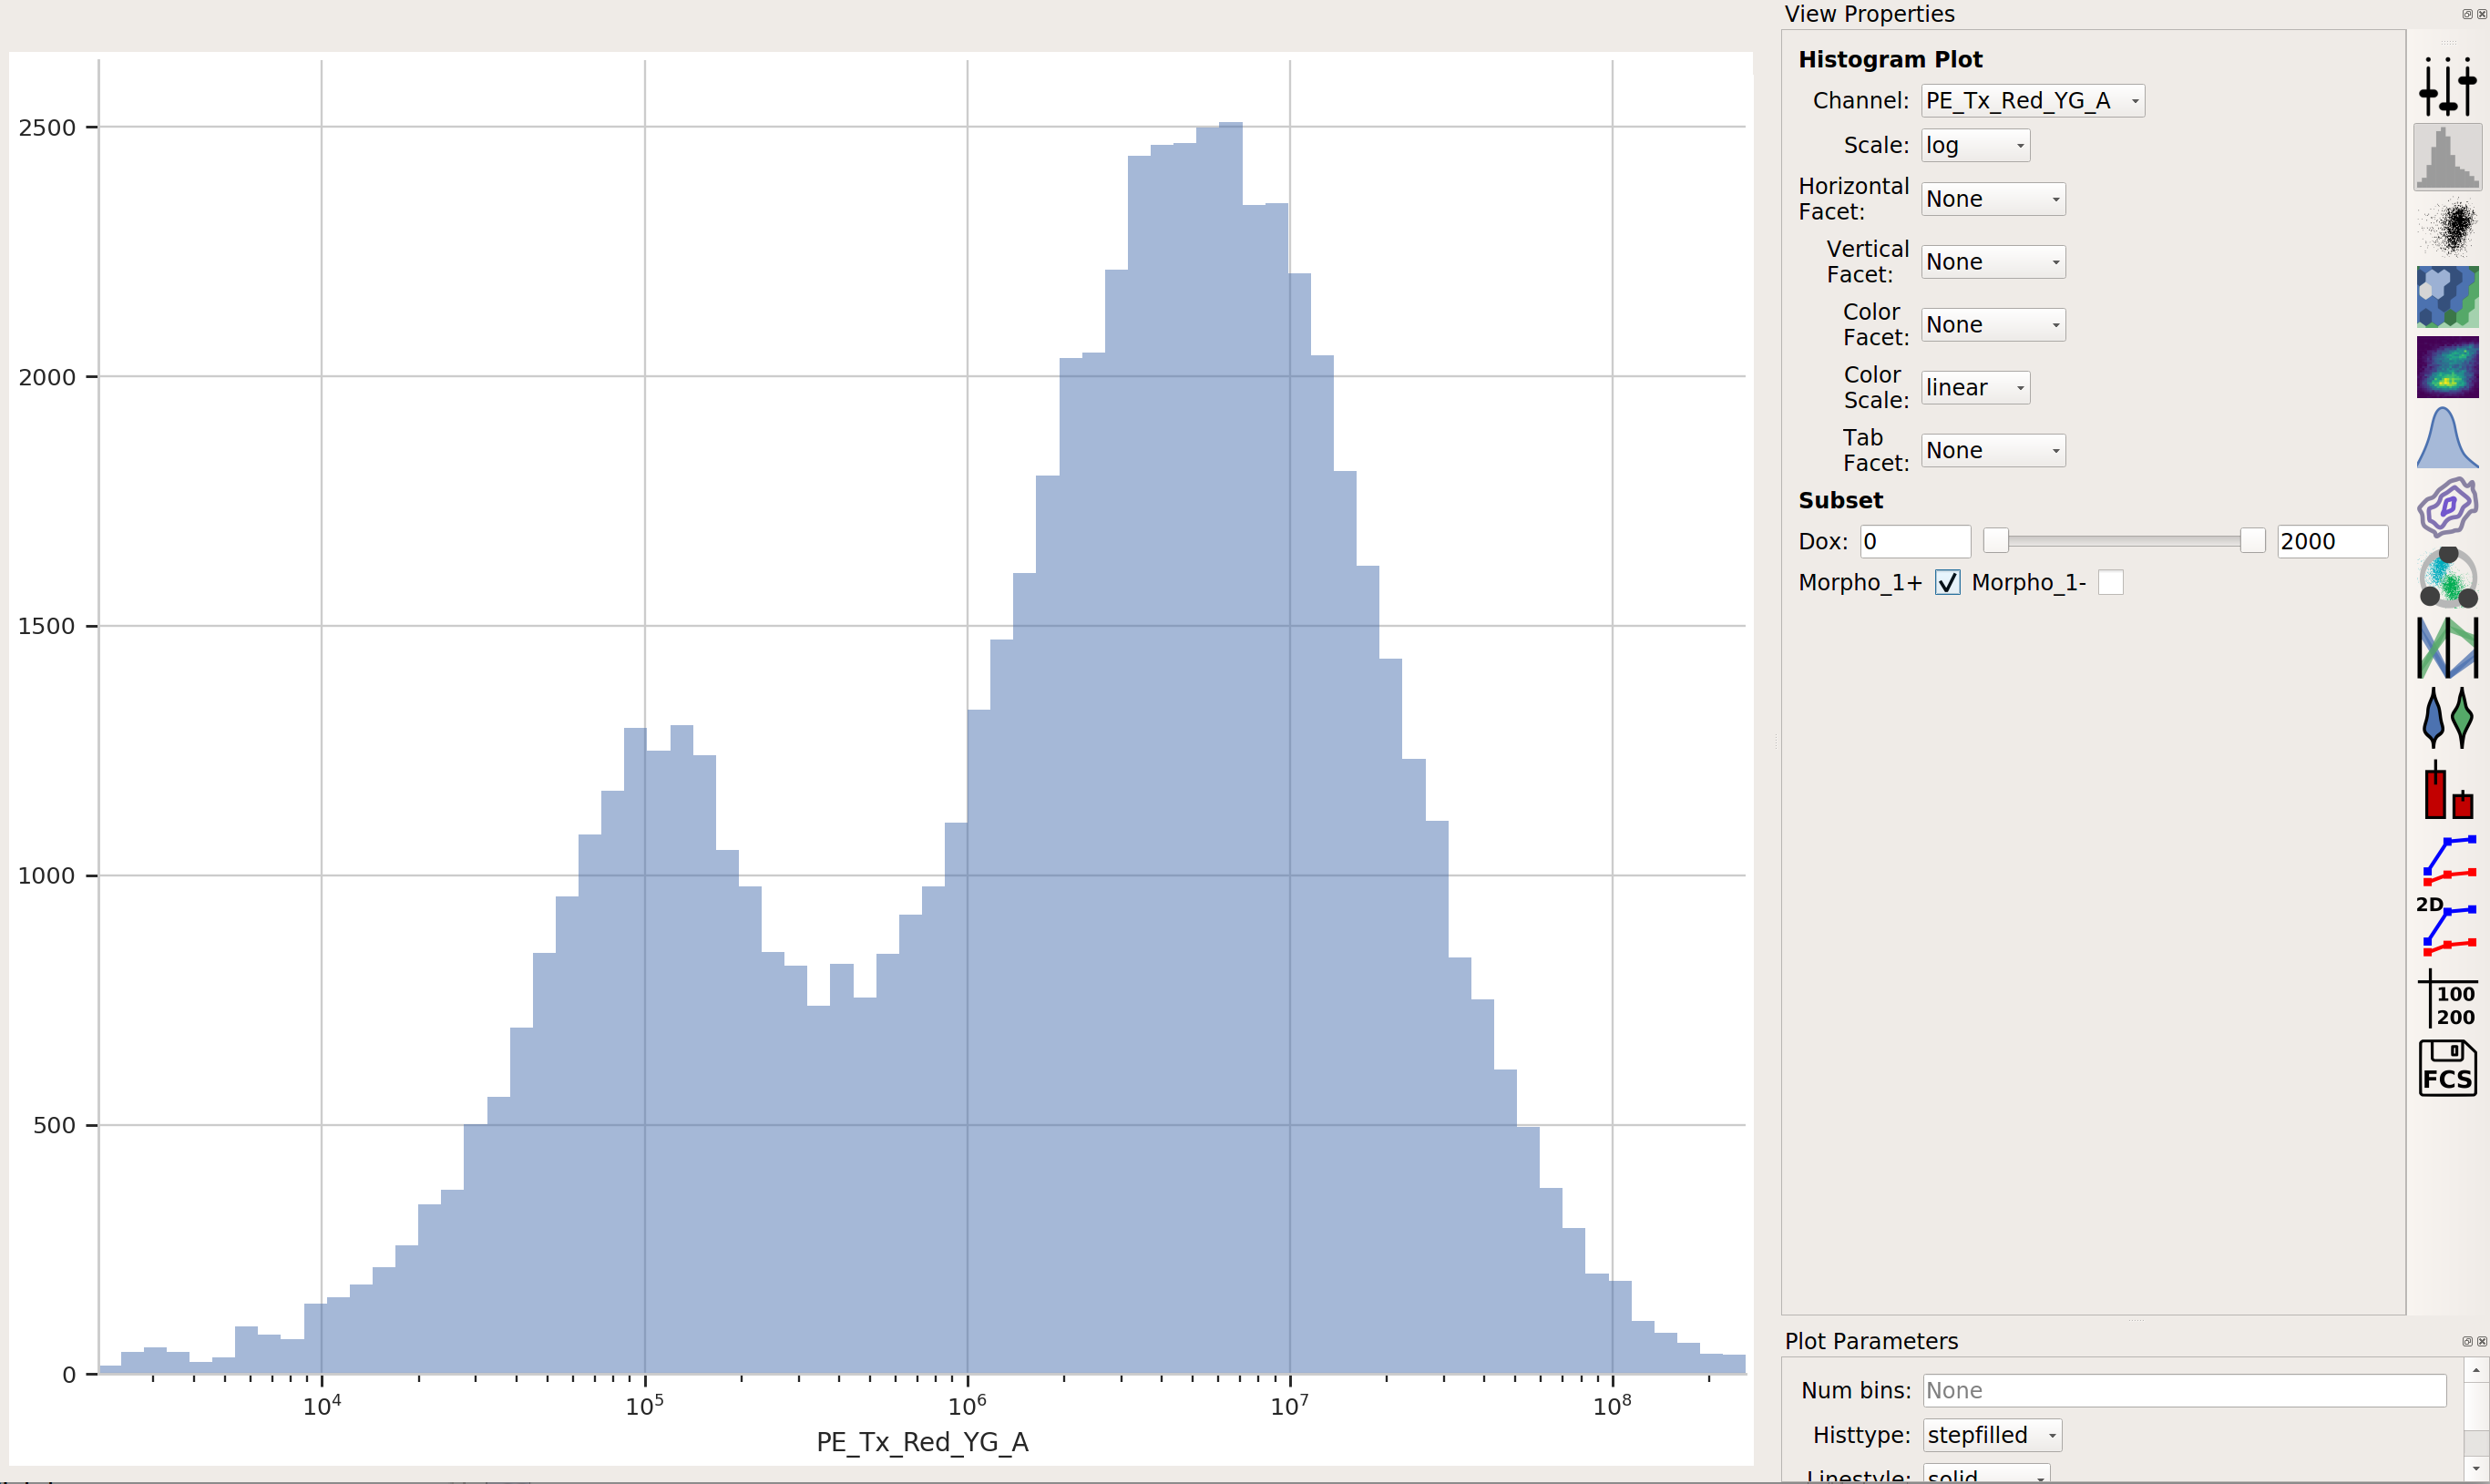 View Properties
Histogram Plot
Channel: PE_Tx_Red_YG_A
Scale: log
Horizontal
Facet: None
Vertical
Facet: None
Color
Facet: None
Color
Scale: linear
Tab
Facet: None
Subset
Dox: 0 2000
Morpho_1+ Morpho_1-
2500
2000
1500
1000
500
0
10⁴ 10⁵ 10⁶ 10⁷ 10⁸
PE_Tx_Red_YG_A
2D
100
200
FCS
Plot Parameters
Num bins: None
Histtype: stepfilled
Linestyle: solid